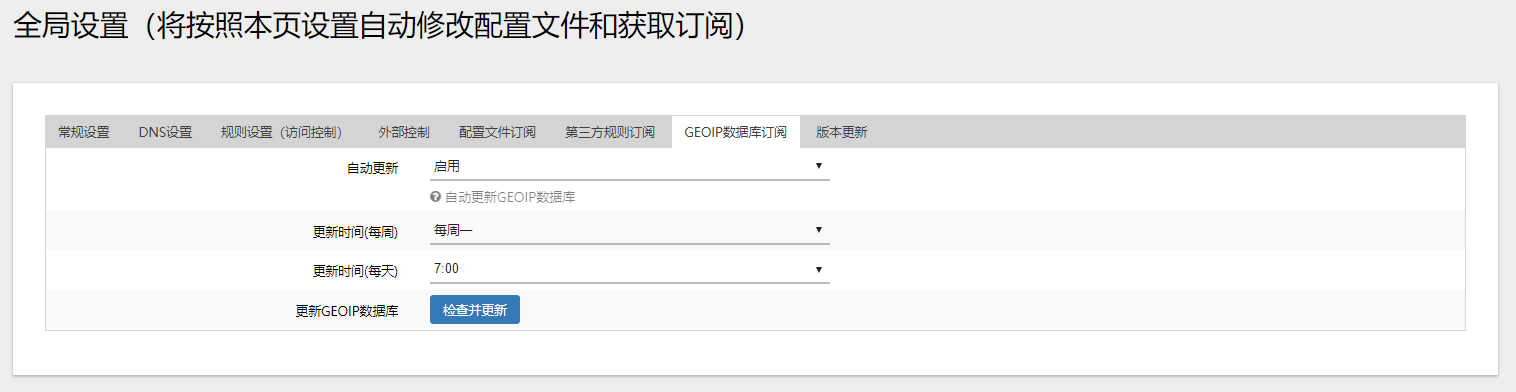 全局设置（将按照本页设置自动修改配置文件和获取订阅）
常规设置 DNS设置 规则设置（访问控制） 外部控制 配置文件订阅 第三方规则订阅 GEOIP数据库订阅 版本更新
自动更新 启用
自动更新GEOIP数据库
更新时间(每周) 每周一
更新时间(每天) 7:00
更新GEOIP数据库 检查并更新